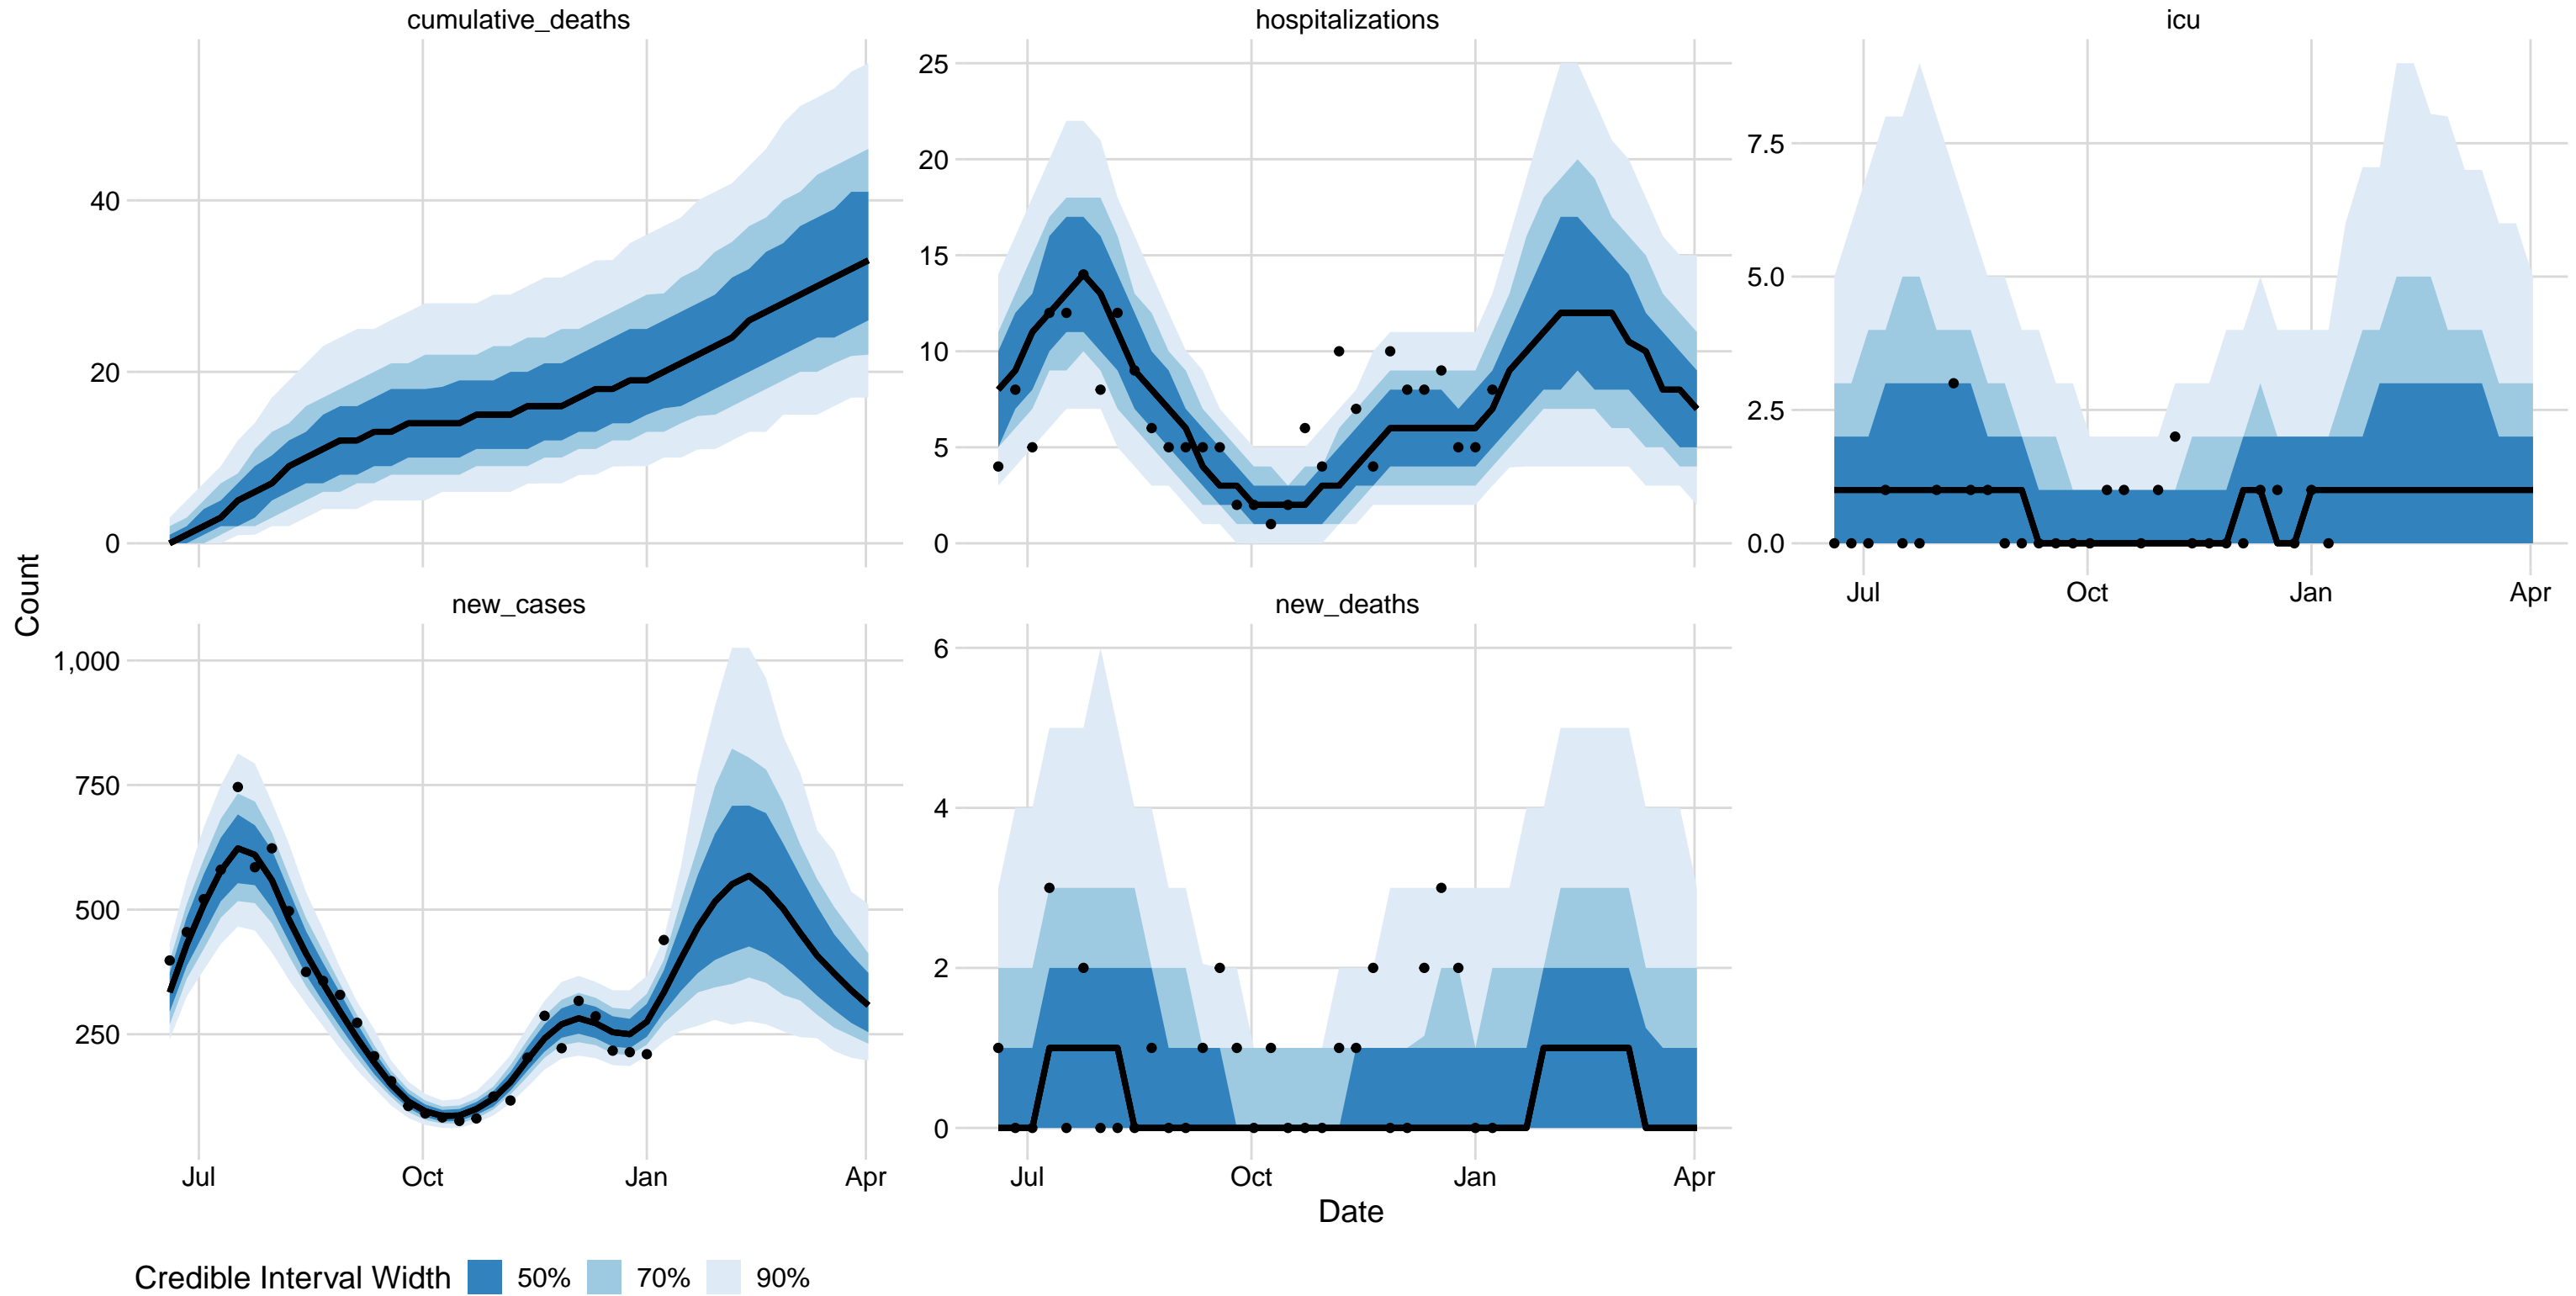 cumulative_deaths
hospitalizations
icu
40
20
0
25
20
15
10
5
0
7.5
5.0
2.5
0.0
Jul Oct Jan Apr
Count
new_cases
new_deaths
1,000
750
500
250
6
4
2
0
Jul Oct Jan Apr
Jul Oct Jan Apr
Date
Credible Interval Width 50% 70% 90%